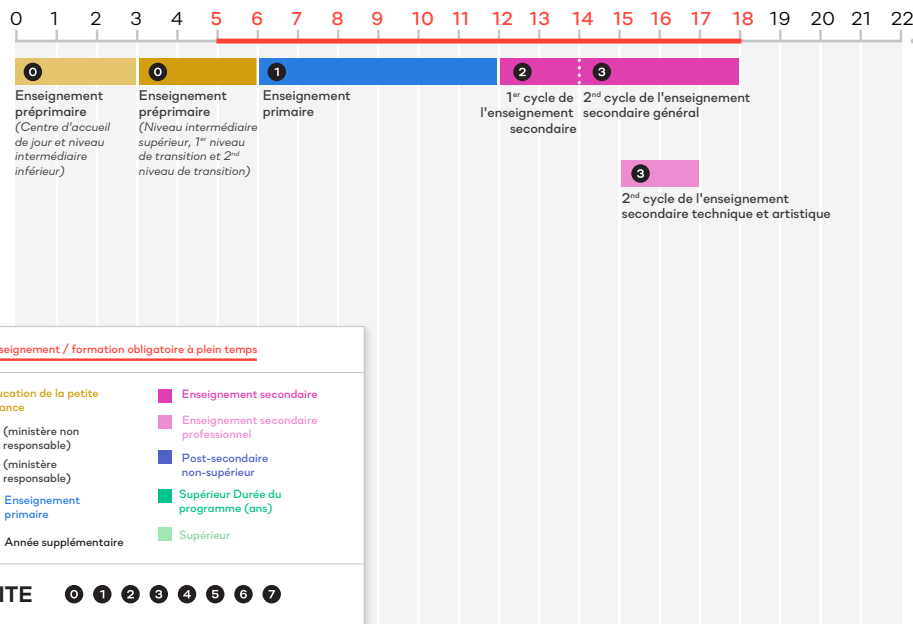 0 1 2 3 4 5 6 7 8 9 10 11 12 13 14 15 16 17 18 19 20 21 22
0 0 1 2 3
Enseignement
préprimaire
(Centre d'accueil
de jour et niveau
intermédiaire
inférieur)
Enseignement
préprimaire
(Niveau intermédiaire
supérieur, 1er niveau
de transition et 2nd
niveau de transition)
Enseignement
primaire
1er cycle de
l'enseignement
secondaire
2nd cycle de l'enseignement
secondaire général
3
2nd cycle de l'enseignement
secondaire technique et artistique
seignement / formation obligatoire à plein temps
ucation de la petite
ance
(ministère non
responsable)
(ministère
responsable)
Enseignement
primaire
Année supplémentaire
Enseignement secondaire
Enseignement secondaire
professionnel
Post-secondaire
non-supérieur
Supérieur Durée du
programme (ans)
Supérieur
ITE 0 1 2 3 4 5 6 7